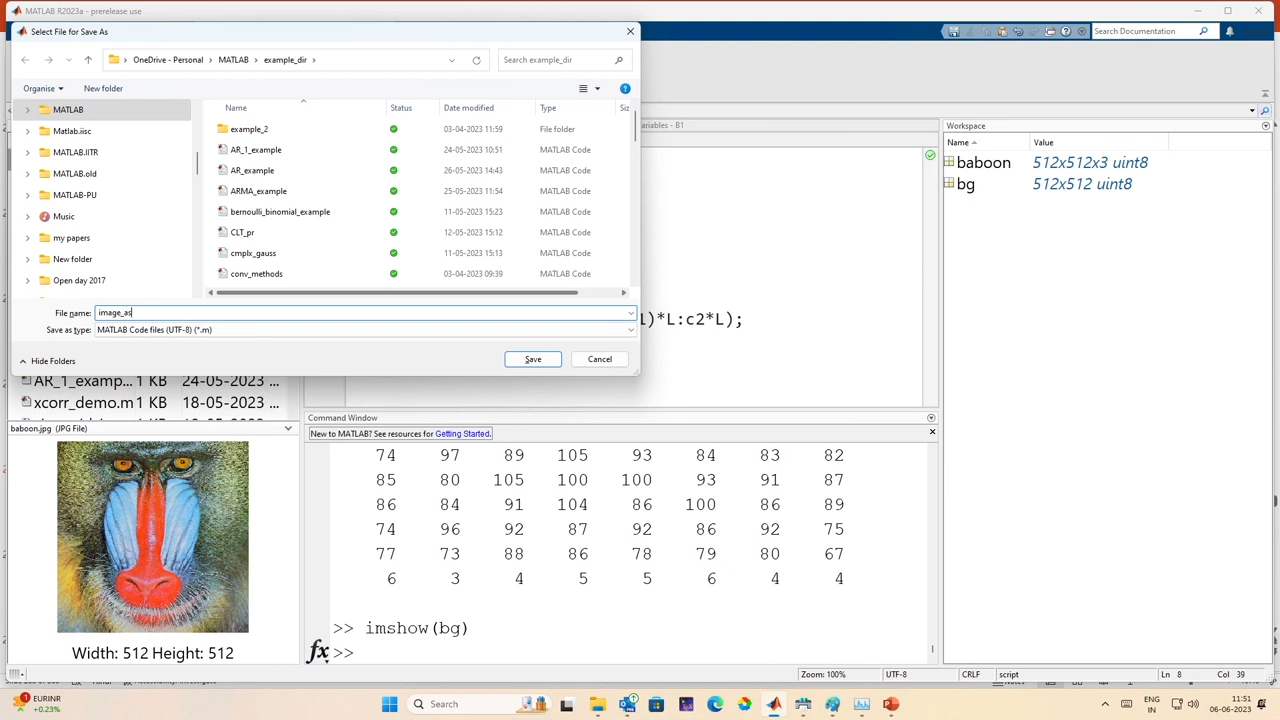 MATLAB R2023a - prerelease use
Select File for Save As
Search Documentation
OneDrive - Personal > MATLAB > example_dir >
Search example_dir
Organise
New folder
MATLAB
Matlab.iisc
MATLAB.IITR
MATLAB.old
MATLAB-PU
Music
my papers
New folder
Open day 2017
Name Status Date modified Type Siz
example_2 03-04-2023 11:59 File folder
AR_1_example 24-05-2023 10:51 MATLAB Code
AR_example 26-05-2023 14:43 MATLAB Code
ARMA_example 25-05-2023 11:54 MATLAB Code
bernoulli_binomial_example 11-05-2023 15:23 MATLAB Code
CLT_pr 12-05-2023 15:12 MATLAB Code
cmplx_gauss 11-05-2023 15:13 MATLAB Code
conv_methods 03-04-2023 09:39 MATLAB Code
File name: image_as
Save as type: MATLAB Code files (UTF-8) (*.m)
Hide Folders
Save
Cancel
ariables - B1
1)*L:c2*L);
Workspace
Name Value
baboon 512x512x3 uint8
bg 512x512 uint8
AR_1_examp... 1 KB 24-05-2023 ...
xcorr_demo.m 1 KB 18-05-2023 ...
baboon.jpg (JPG File)
Width: 512 Height: 512
Command Window
New to MATLAB? See resources for Getting Started.
74 97 89 105 93 84 83 82
85 80 105 100 100 93 91 87
86 84 91 104 86 100 86 89
74 96 92 87 92 86 92 75
77 73 88 86 78 79 80 67
6 3 4 5 5 6 4 4
>> imshow(bg)
fx >>
Zoom: 100% UTF-8 CRLF script Ln 8 Col 39
EURINR
+0.23%
Search
ENG
IN
11:51
06-06-2023